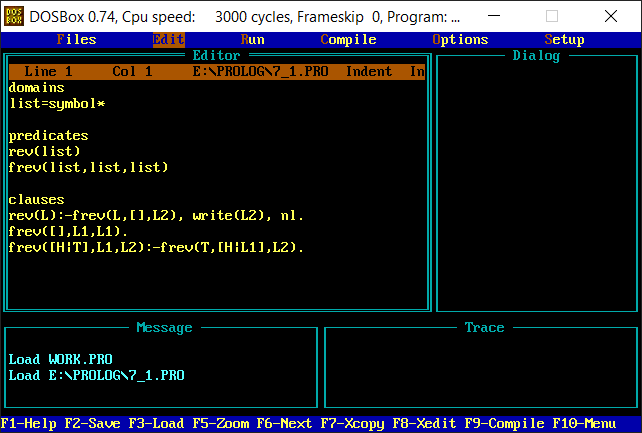 DOSBox 0.74, Cpu speed: 3000 cycles, Frameskip 0, Program: ...
Files Edit Run Compile Options Setup
Editor
Line 1 Col 1 E:\PROLOG\7_1.PRO Indent In
domains
list=symbol*
predicates
rev(list)
frev(list,list,list)
clauses
rev(L):-frev(L,[],L2), write(L2), nl.
frev([],L1,L1).
frev([H|T],L1,L2):-frev(T,[H|L1],L2).
Dialog
Message
Load WORK.PRO
Load E:\PROLOG\7_1.PRO
Trace
F1-Help F2-Save F3-Load F5-Zoom F6-Next F7-Xcopy F8-Xedit F9-Compile F10-Menu